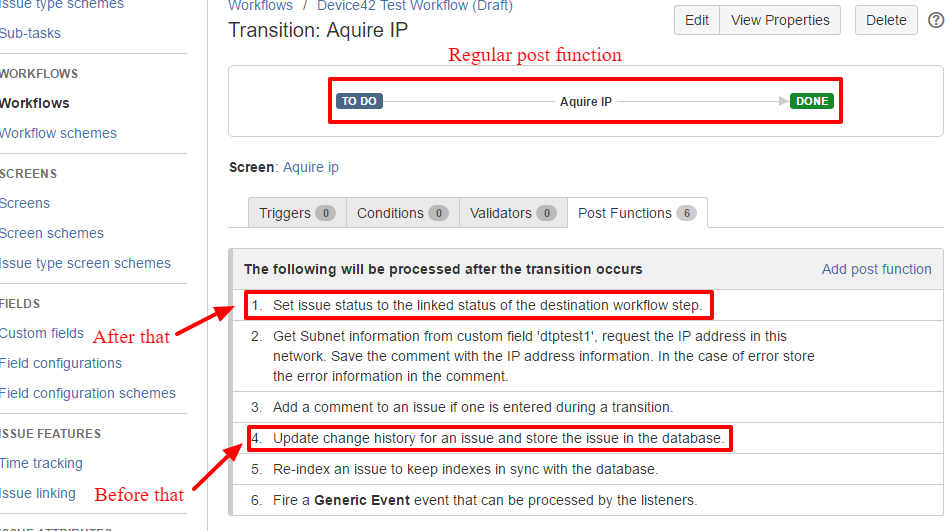 Issue type schemes
Sub-tasks
WORKFLOWS
Workflows
Workflow schemes
SCREENS
Screens
Screen schemes
Issue type screen schemes
FIELDS
Custom fields
Field configurations
Field configuration schemes
ISSUE FEATURES
Time tracking
Issue linking
ISSUE ATTRIBUTES
Workflows / Device42 Test Workflow (Draft)
Transition: Aquire IP
Edit View Properties Delete ?
Regular post function
TO DO Aquire IP DONE
Screen: Aquire ip
Triggers 0 Conditions 0 Validators 0 Post Functions 6
The following will be processed after the transition occurs Add post function
1. Set issue status to the linked status of the destination workflow step.
After that
2. Get Subnet information from custom field 'dtptest1', request the IP address in this
network. Save the comment with the IP address information. In the case of error store
the error information in the comment.
3. Add a comment to an issue if one is entered during a transition.
4. Update change history for an issue and store the issue in the database.
Before that
5. Re-index an issue to keep indexes in sync with the database.
6. Fire a Generic Event event that can be processed by the listeners.